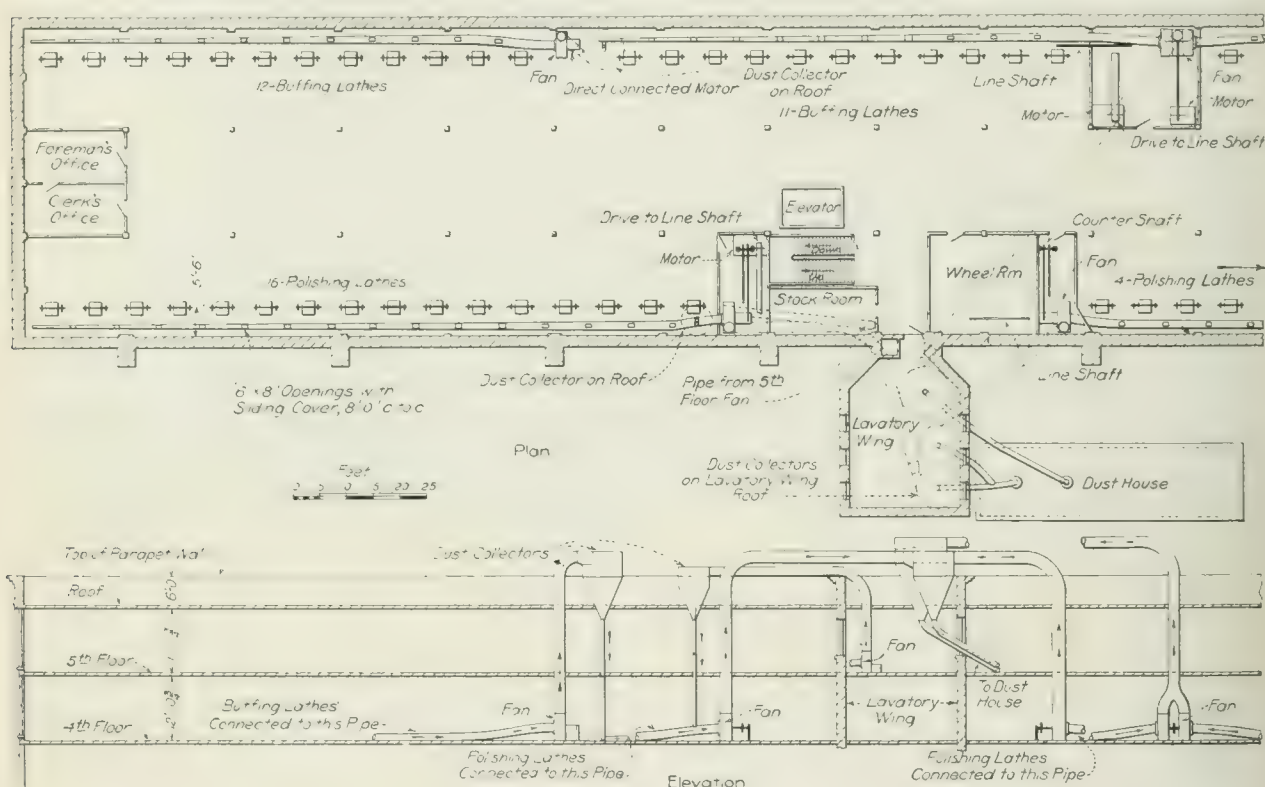 12-Buffing Lathes
Fan
Direct Connected Motor
Dust Collector
on Roof
11-Buffing Lathes
Line Shaft
Motor
Fan
Motor
Drive to Line Shaft
Foreman's
Office
Clerk's
Office
5'-6"
16-Polishing Lathes
Drive to Line Shaft
Motor
Elevator
Down
Up
Stock Room
Wheel Rm
Counter Shaft
Fan
4-Polishing Lathes
Line Shaft
6"x8" Openings with
Sliding Cover, 8'0" c to c
Dust Collector on Roof
Pipe from 5th
Floor Fan
Lavatory
Wing
Dust Collectors
on Lavatory Wing
Roof
Dust House
Plan
Feet
5 0 5 20 25
Top of Parapet Wall
Dust Collectors
Roof
5th Floor
4th Floor
Buffing Lathes
Connected to this Pipe
Fan
Fan
Fan
Lavatory
Wing
To Dust
House
Fan
Polishing Lathes
Connected to this Pipe
Polishing Lathes
Connected to this Pipe
Elevation